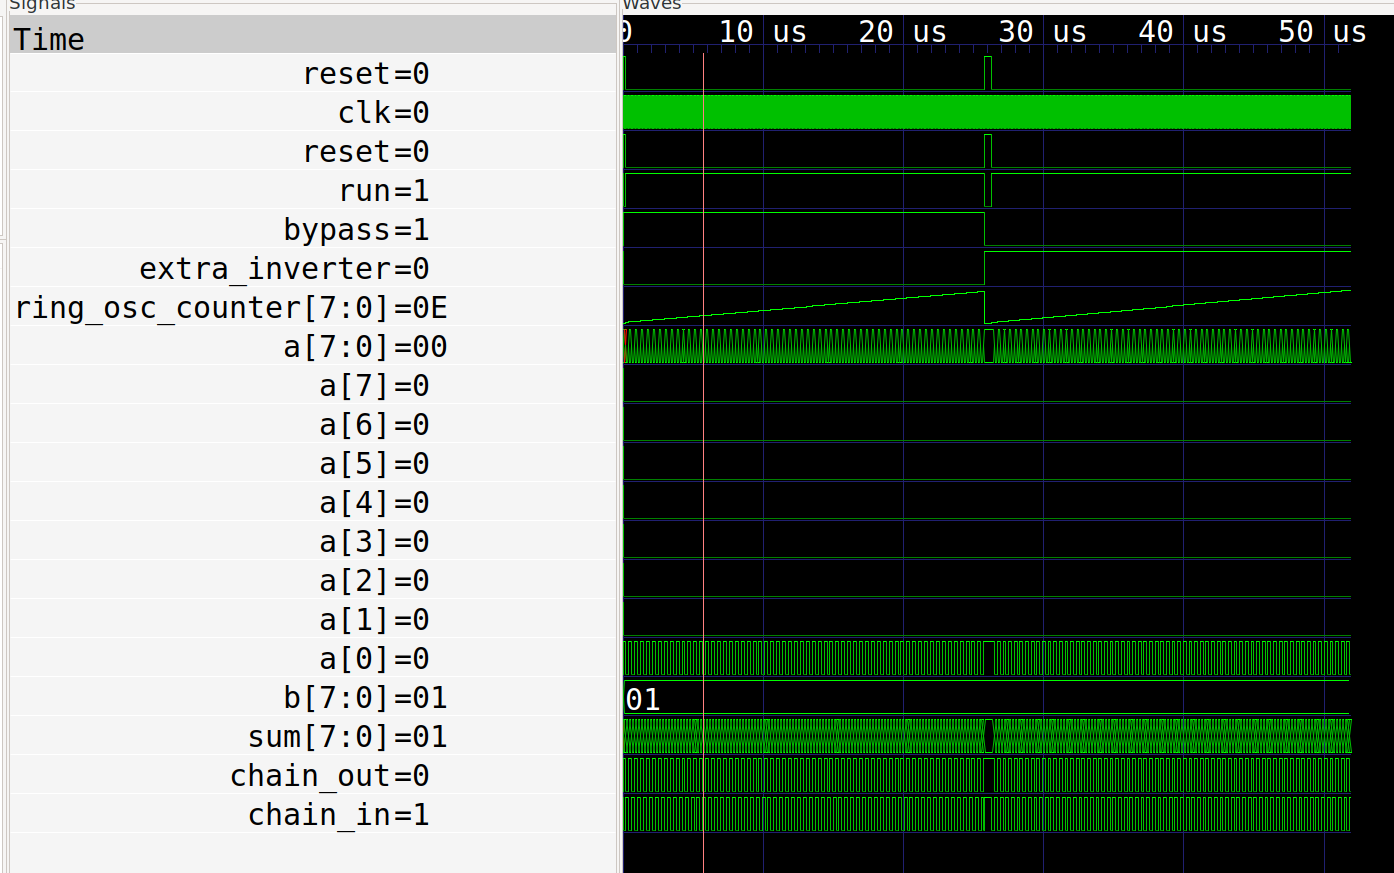 Signals
Waves
Time
0 10 us 20 us 30 us 40 us 50 us
reset=0
clk=0
reset=0
run=1
bypass=1
extra_inverter=0
ring_osc_counter[7:0]=0E
a[7:0]=00
a[7]=0
a[6]=0
a[5]=0
a[4]=0
a[3]=0
a[2]=0
a[1]=0
a[0]=0
b[7:0]=01
01
sum[7:0]=01
chain_out=0
chain_in=1